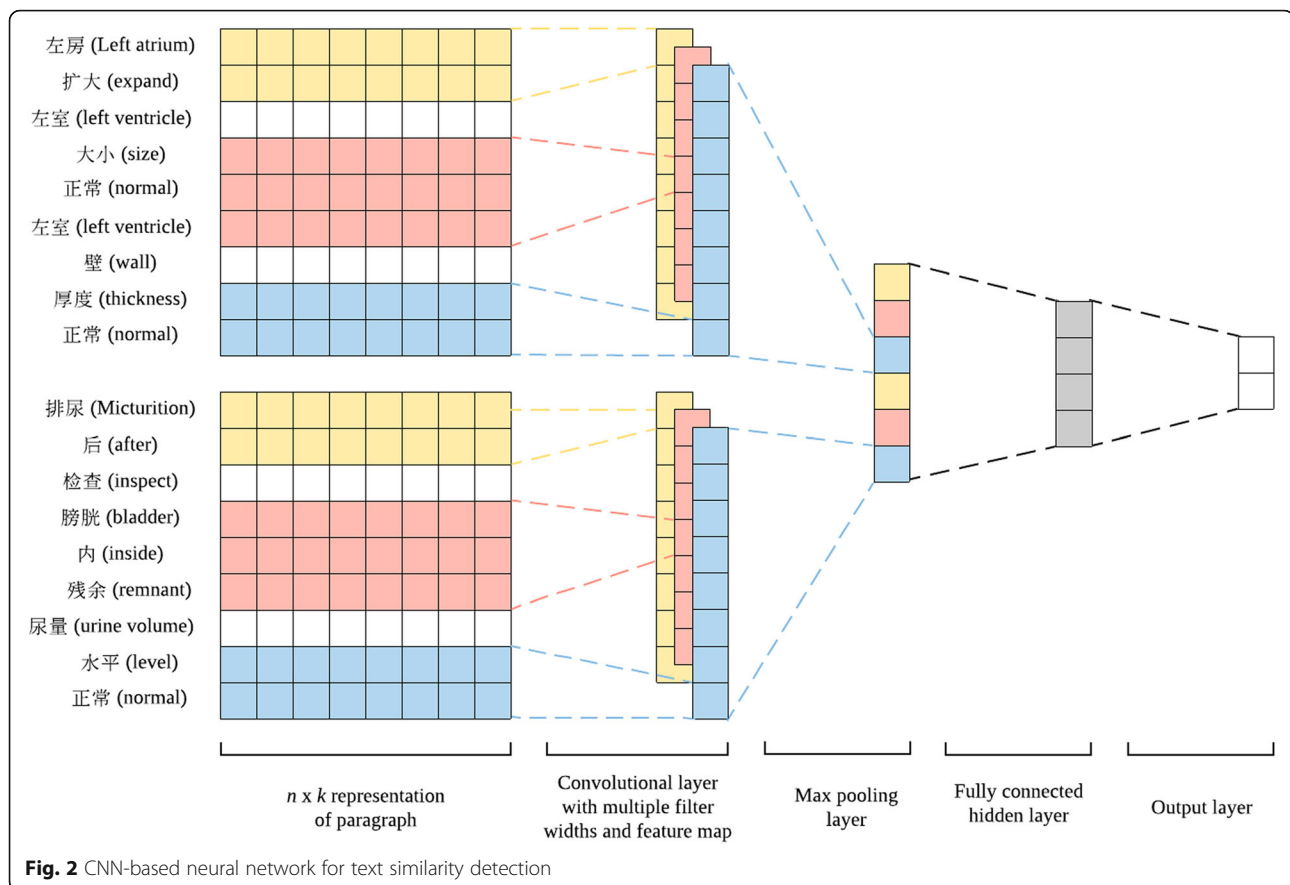 左房 (Left atrium)
扩大 (expand)
左室 (left ventricle)
大小 (size)
正常 (normal)
左室 (left ventricle)
壁 (wall)
厚度 (thickness)
正常 (normal)
排尿 (Micturition)
后 (after)
检查 (inspect)
膀胱 (bladder)
内 (inside)
残余 (remnant)
尿量 (urine volume)
水平 (level)
正常 (normal)
n x k representation
of paragraph
Convolutional layer
with multiple filter
widths and feature map
Max pooling
layer
Fully connected
hidden layer
Output layer
Fig. 2 CNN-based neural network for text similarity detection